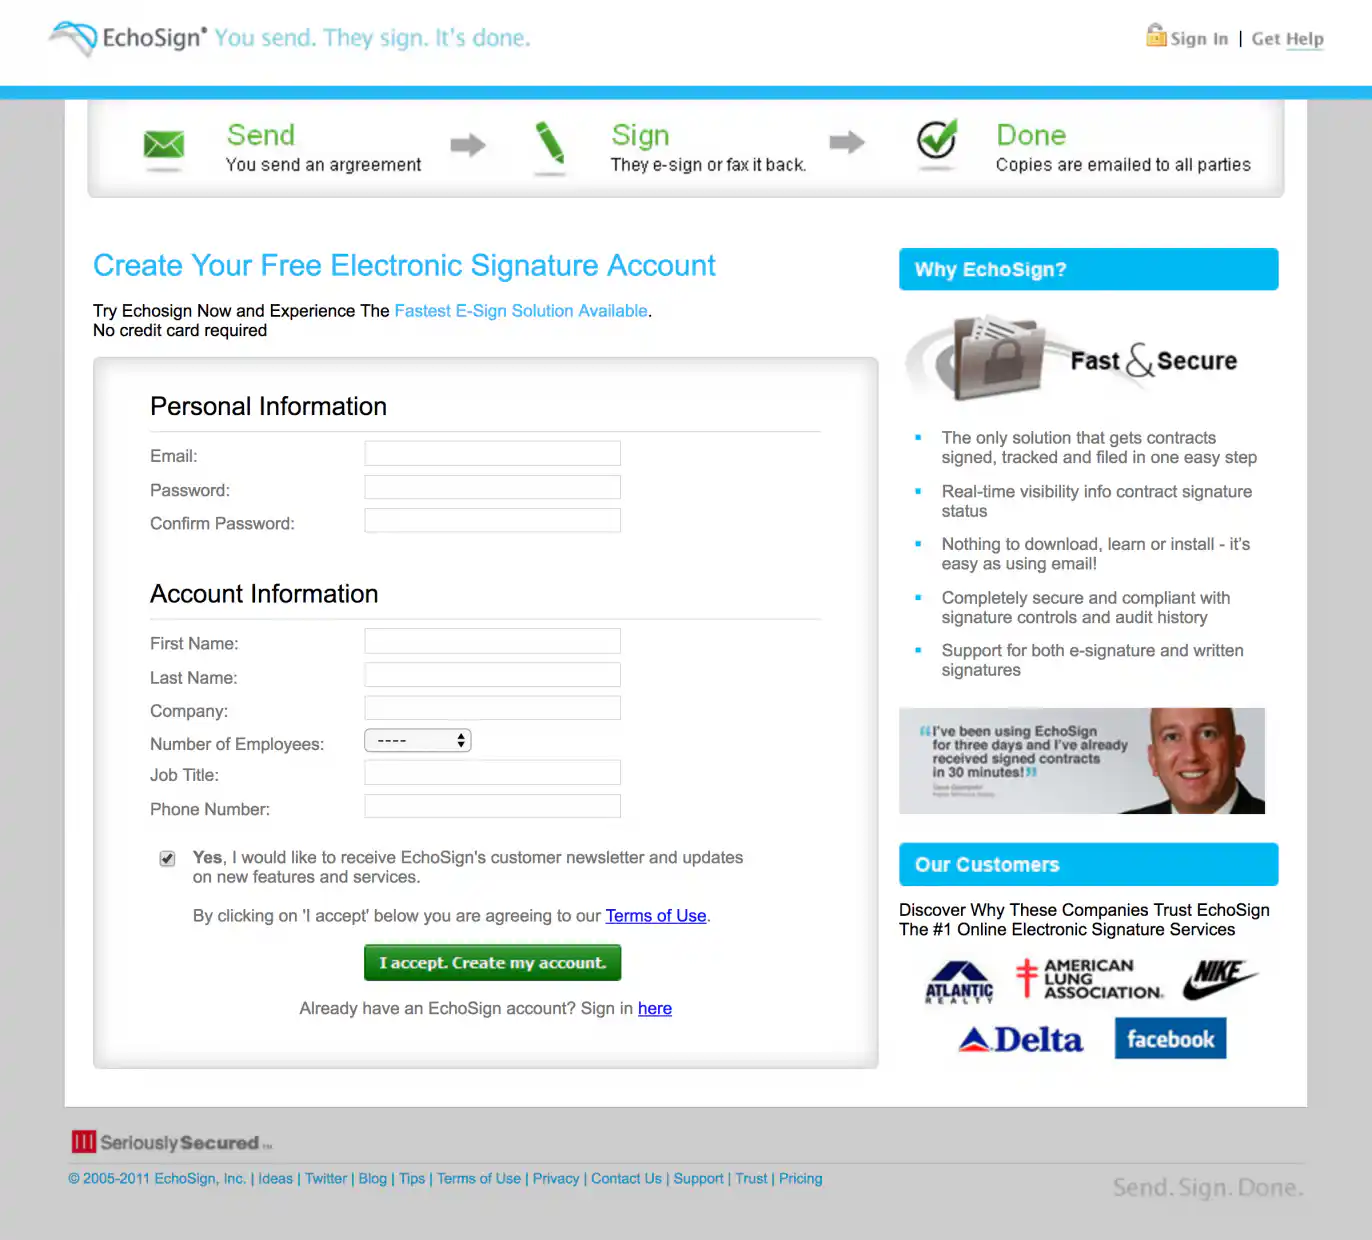 EchoSign® You send. They sign. It's done.
Sign In | Get Help
Send
You send an argreement
Sign
They e-sign or fax it back.
Done
Copies are emailed to all parties
Create Your Free Electronic Signature Account
Try Echosign Now and Experience The Fastest E-Sign Solution Available.
No credit card required
Personal Information
Email:
Password:
Confirm Password:
Account Information
First Name:
Last Name:
Company:
Number of Employees: ----
Job Title:
Phone Number:
Yes, I would like to receive EchoSign's customer newsletter and updates
on new features and services.
By clicking on 'I accept' below you are agreeing to our Terms of Use.
I accept. Create my account.
Already have an EchoSign account? Sign in here
Why EchoSign?
Fast & Secure
The only solution that gets contracts
signed, tracked and filed in one easy step
Real-time visibility info contract signature
status
Nothing to download, learn or install - it's
easy as using email!
Completely secure and compliant with
signature controls and audit history
Support for both e-signature and written
signatures
“I've been using EchoSign
for three days and I've already
received signed contracts
in 30 minutes!”
Our Customers
Discover Why These Companies Trust EchoSign
The #1 Online Electronic Signature Services
ATLANTIC
REALTY
AMERICAN
LUNG
ASSOCIATION.
NIKE
Delta
facebook
SeriouslySecured™
© 2005-2011 EchoSign, Inc. | Ideas | Twitter | Blog | Tips | Terms of Use | Privacy | Contact Us | Support | Trust | Pricing
Send. Sign. Done.